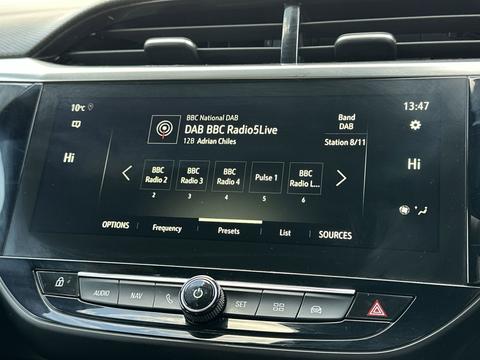 10°C
BBC National DAB
DAB BBC Radio5Live
12B Adrian Chiles
Band
DAB
Station 8/11
13:47
Hi
Hi
BBC
Radio 2
BBC
Radio 3
BBC
Radio 4
Pulse 1
BBC
Radio L...
2
3
4
5
6
OPTIONS
Frequency
Presets
List
SOURCES
AUDIO
NAV
SET